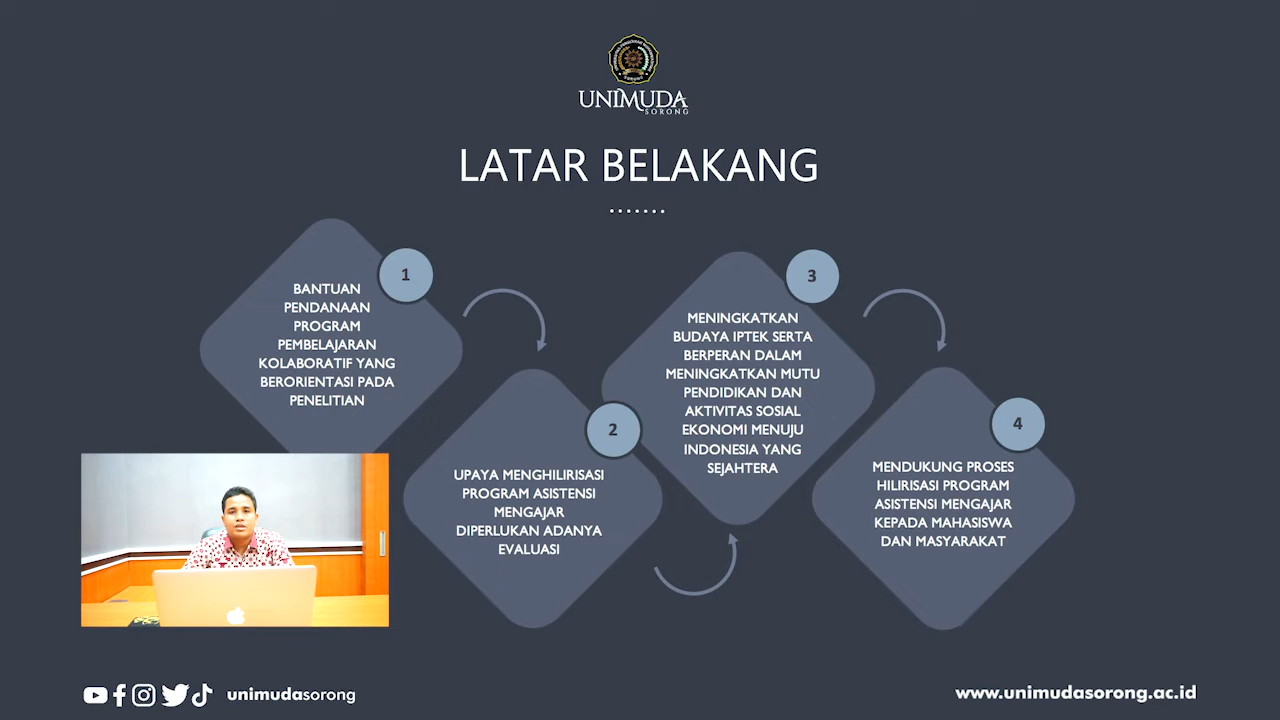 UNIMUDA
SORONG
LATAR BELAKANG
1
BANTUAN
PENDANAAN
PROGRAM
PEMBELAJARAN
KOLABORATIF YANG
BERORIENTASI PADA
PENELITIAN
2
UPAYA MENGHILIRISASI
PROGRAM ASISTENSI
MENGAJAR
DIPERLUKAN ADANYA
EVALUASI
3
MENINGKATKAN
BUDAYA IPTEK SERTA
BERPERAN DALAM
MENINGKATKAN MUTU
PENDIDIKAN DAN
AKTIVITAS SOSIAL
EKONOMI MENUJU
INDONESIA YANG
SEJAHTERA
4
MENDUKUNG PROSES
HILIRISASI PROGRAM
ASISTENSI MENGAJAR
KEPADA MAHASISWA
DAN MASYARAKAT
unimudasorong
www.unimudasorong.ac.id